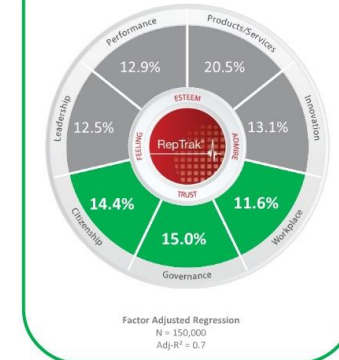 Performance
Products/Services
12.9%
20.5%
Leadership
12.5%
ESTEEM
13.1%
Innovation
FEELING
RepTrak
ADMIRE
TRUST
14.4%
11.6%
Citizenship
15.0%
Workplace
Governance
Factor Adjusted Regression
N = 150,000
Adj-R² = 0.7